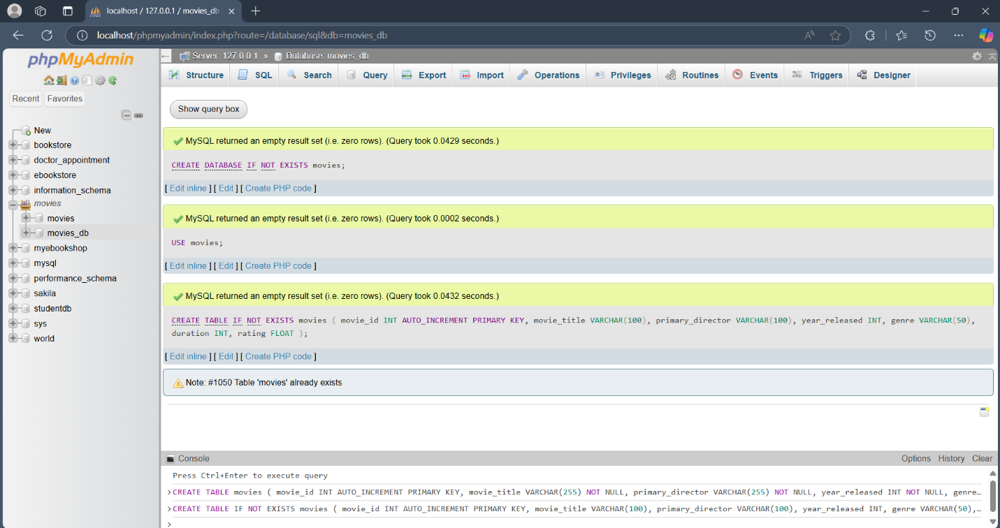 localhost / 127.0.0.1 / movies_db
localhost/phpmyadmin/index.php?route=/database/sql&db=movies_db
phpMyAdmin
Recent Favorites
New
bookstore
doctor_appointment
ebookstore
information_schema
movies
movies
movies_db
myebookshop
mysql
performance_schema
sakila
studentdb
sys
world
Server: 127.0.0.1 » Database: movies_db
Structure SQL Search Query Export Import Operations Privileges Routines Events Triggers Designer
Show query box
MySQL returned an empty result set (i.e. zero rows). (Query took 0.0429 seconds.)
CREATE DATABASE IF NOT EXISTS movies;
[ Edit inline ] [ Edit ] [ Create PHP code ]
MySQL returned an empty result set (i.e. zero rows). (Query took 0.0002 seconds.)
USE movies;
[ Edit inline ] [ Edit ] [ Create PHP code ]
MySQL returned an empty result set (i.e. zero rows). (Query took 0.0432 seconds.)
CREATE TABLE IF NOT EXISTS movies ( movie_id INT AUTO_INCREMENT PRIMARY KEY, movie_title VARCHAR(100), primary_director VARCHAR(100), year_released INT, genre VARCHAR(50),
duration INT, rating FLOAT );
[ Edit inline ] [ Edit ] [ Create PHP code ]
Note: #1050 Table 'movies' already exists
Console Options History Clear
Press Ctrl+Enter to execute query
>CREATE TABLE movies ( movie_id INT AUTO_INCREMENT PRIMARY KEY, movie_title VARCHAR(255) NOT NULL, primary_director VARCHAR(255) NOT NULL, year_released INT NOT NULL, genre…
>CREATE TABLE IF NOT EXISTS movies ( movie_id INT AUTO_INCREMENT PRIMARY KEY, movie_title VARCHAR(100), primary_director VARCHAR(100), year_released INT, genre VARCHAR(50),…
>